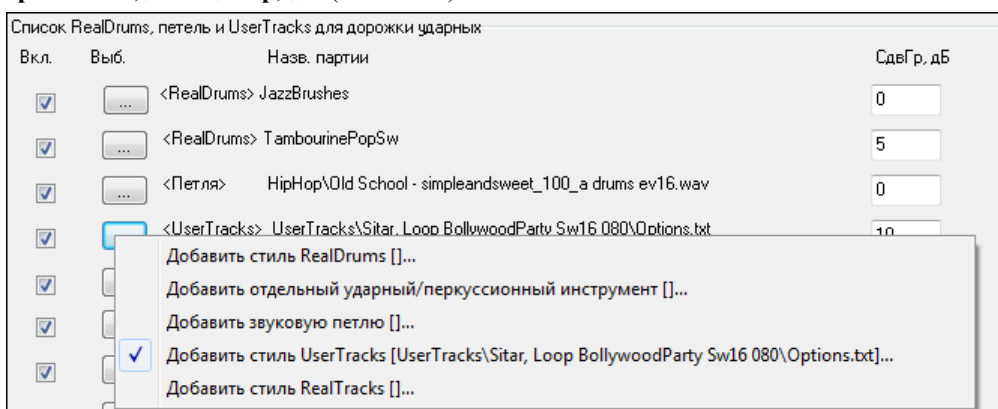 Список RealDrums, петель и UserTracks для дорожки ударных
Вкл. Выб. Назв. партии СдвГр, дБ
... <RealDrums> JazzBrushes 0
... <RealDrums> TambourinePopSw 5
... <Петля> HipHop\Old School - simpleandsweet_100_a drums ev16.wav 0
<UserTracks> UserTracks\Sitar, Loop BollywoodParty Sw16 080\Options.txt 10
Добавить стиль RealDrums []...
Добавить отдельный ударный/перкуссионный инструмент []...
Добавить звуковую петлю []...
Добавить стиль UserTracks [UserTracks\Sitar, Loop BollywoodParty Sw16 080\Options.txt]...
Добавить стиль RealTracks []...